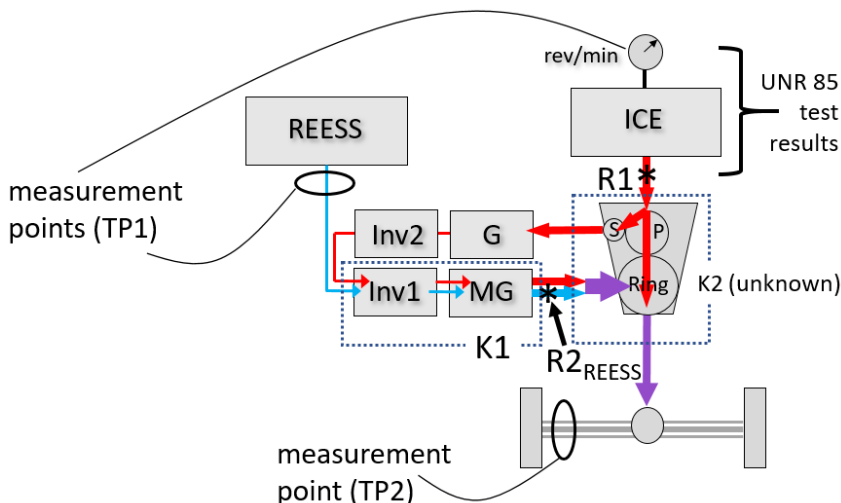 rev/min
UNR 85
test
results
REESS
ICE
measurement
points (TP1)
R1*
Inv2
G
S
P
Inv1
MG
Ring
K2 (unknown)
*
K1
R2REESS
measurement
point (TP2)